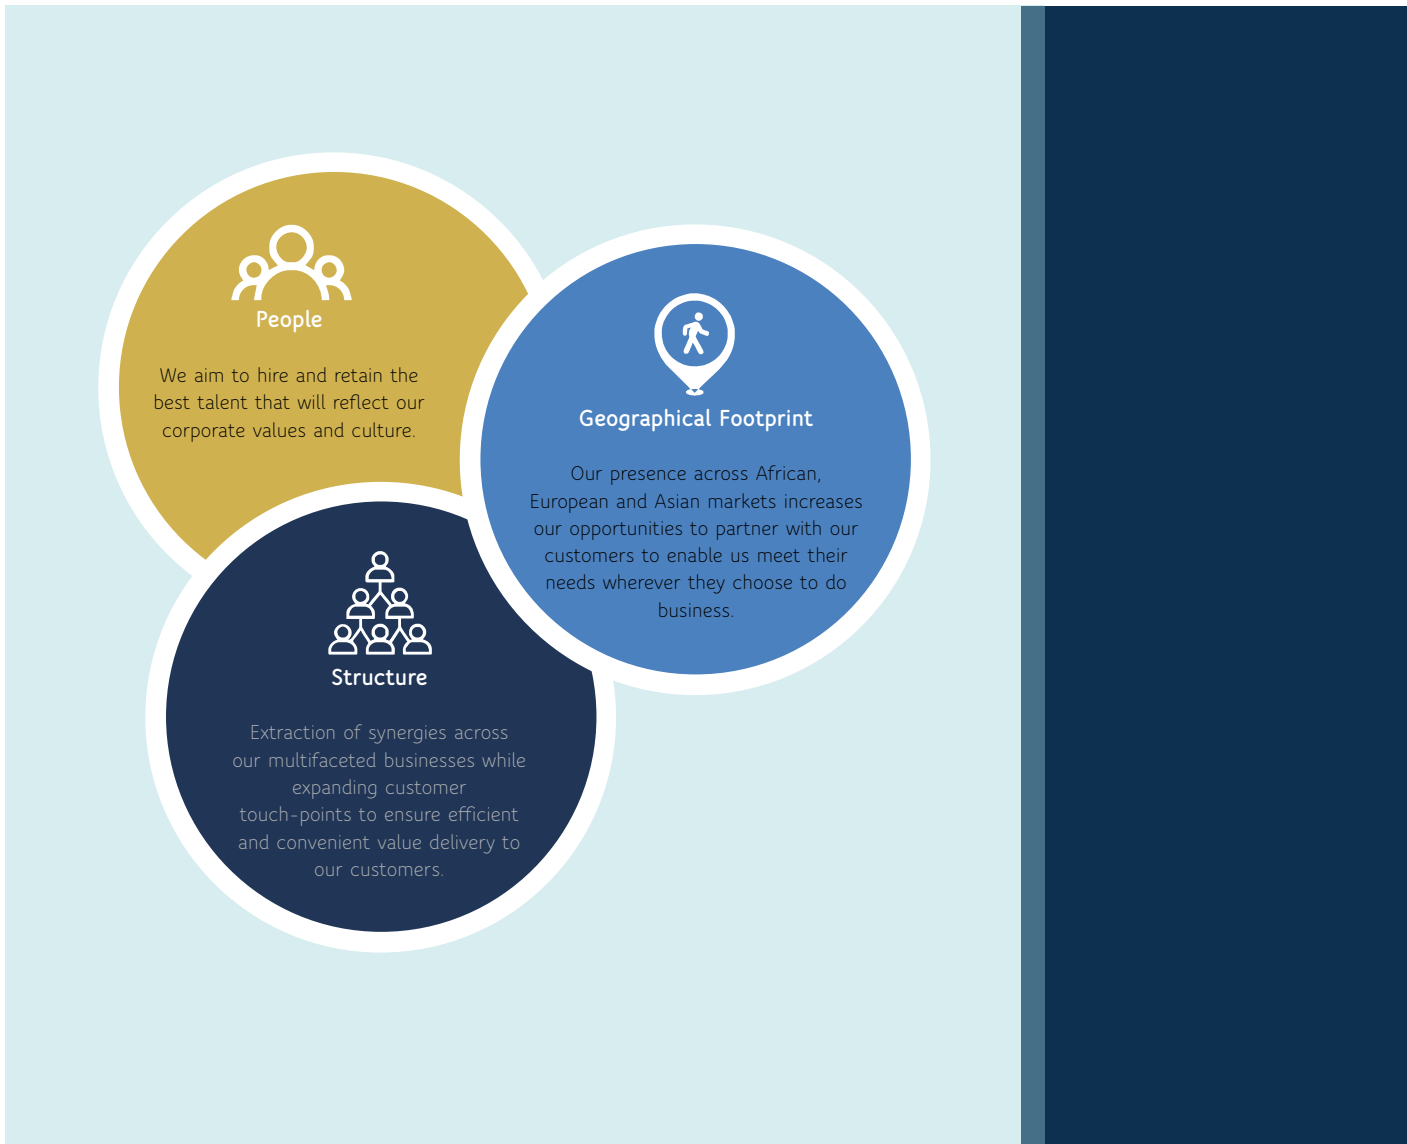 People
We aim to hire and retain the
best talent that will reflect our
corporate values and culture.
Geographical Footprint
Our presence across African,
European and Asian markets increases
our opportunities to partner with our
customers to enable us meet their
needs wherever they choose to do
business.
Structure
Extraction of synergies across
our multifaceted businesses while
expanding customer
touch-points to ensure efficient
and convenient value delivery to
our customers.